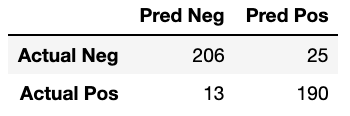 Pred Neg Pred Pos
Actual Neg 206 25
Actual Pos 13 190